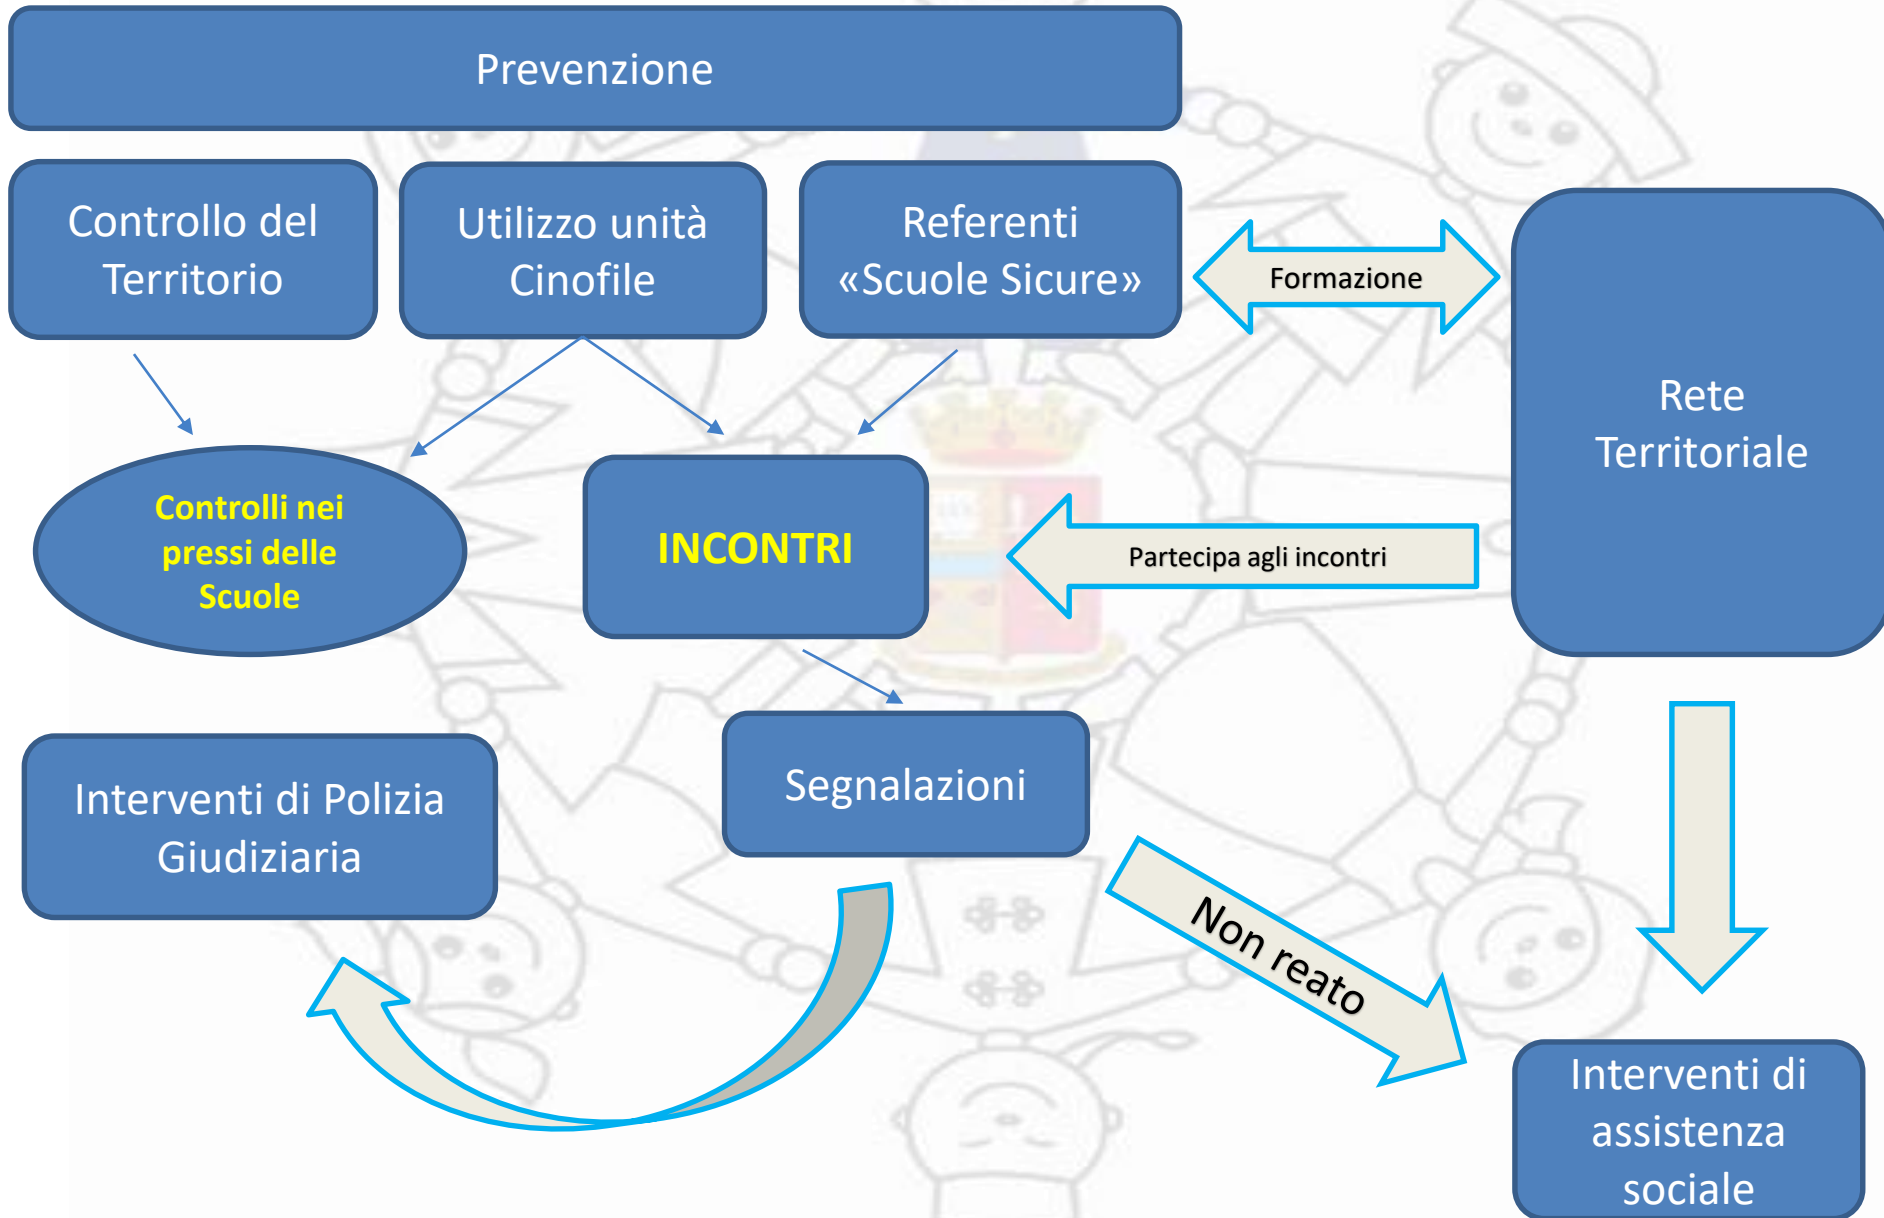 Prevenzione
Controllo del
Territorio
Utilizzo unità
Cinofile
Referenti
«Scuole Sicure»
Formazione
Rete
Territoriale
Controlli nei
pressi delle
Scuole
INCONTRI
Partecipa agli incontri
Segnalazioni
Interventi di Polizia
Giudiziaria
Non reato
Interventi di
assistenza
sociale